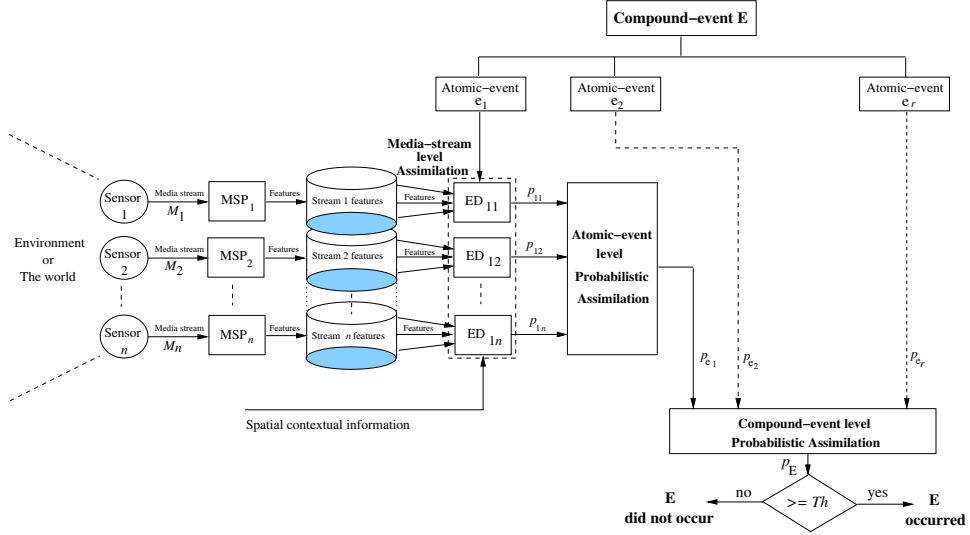 Compound-event E
Atomic-event
e1
Atomic-event
e2
Atomic-event
er
Media-stream
level
Assimilation
Environment
or
The world
Sensor
1
Media stream
M1
MSP1
Features
Stream 1 features
Features
ED 11
p11
Sensor
2
Media stream
M2
MSP2
Features
Stream 2 features
Features
ED 12
p12
Sensor
n
Media stream
Mn
MSPn
Features
Stream n features
Features
ED 1n
p1n
Atomic-event
level
Probabilistic
Assimilation
Spatial contextual information
pe1
pe2
per
Compound-event level
Probabilistic Assimilation
pE
>= Th
no
yes
E
did not occur
E
occurred